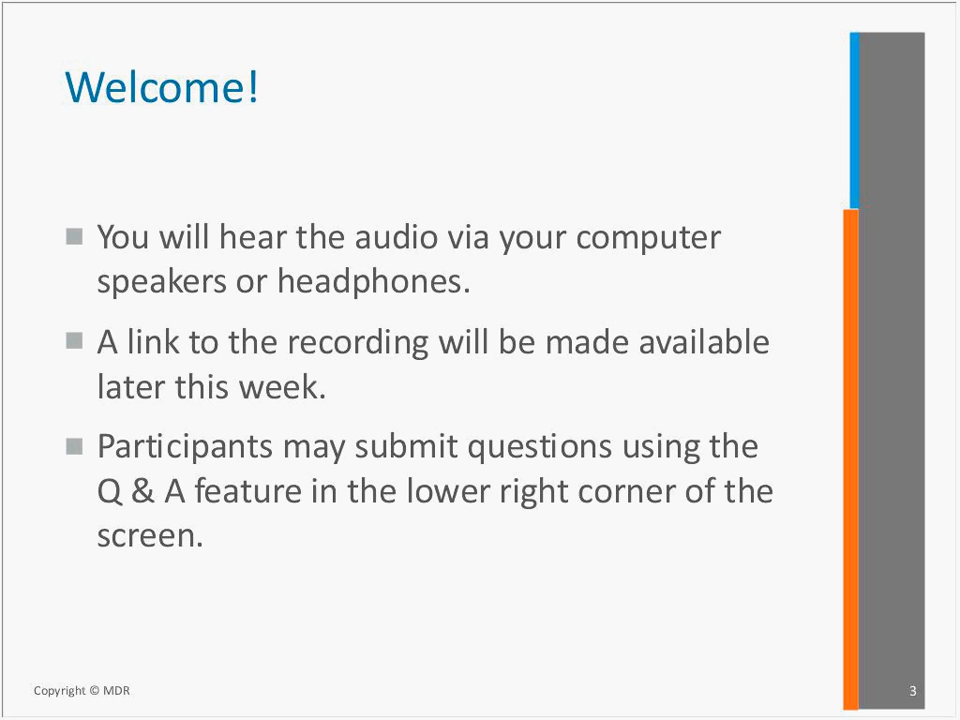 Welcome!
You will hear the audio via your computer
speakers or headphones.
A link to the recording will be made available
later this week.
Participants may submit questions using the
Q & A feature in the lower right corner of the
screen.
Copyright © MDR
3